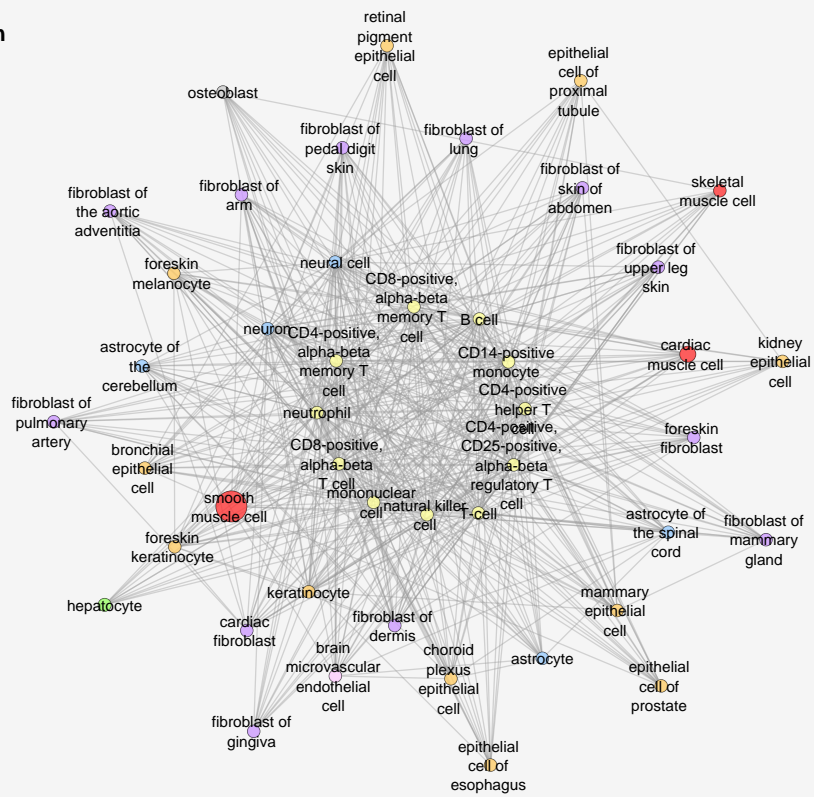 n
retinal
pigment
epithelial
cell
epithelial
cell of
proximal
tubule
osteoblast
fibroblast of
pedal digit
skin
fibroblast of
lung
fibroblast of
skin of
abdomen
skeletal
muscle cell
fibroblast of
the aortic
adventitia
fibroblast of
arm
foreskin
melanocyte
neural cell
fibroblast of
upper leg
skin
CD8-positive,
alpha-beta
memory T
cell
B cell
neuron
CD4-positive,
alpha-beta
memory T
cell
CD14-positive
monocyte
cardiac
muscle cell
kidney
epithelial
cell
astrocyte of
the
cerebellum
CD4-positive
helper T
cell
neutrophil
fibroblast of
pulmonary
artery
CD4-positive,
CD25-positive,
alpha-beta
regulatory T
cell
foreskin
fibroblast
bronchial
epithelial
cell
CD8-positive,
alpha-beta
T cell
smooth
muscle cell
mononuclear
cell
natural killer
cell
T-cell
astrocyte of
the spinal
cord
fibroblast of
mammary
gland
foreskin
keratinocyte
hepatocyte
keratinocyte
mammary
epithelial
cell
cardiac
fibroblast
fibroblast of
dermis
brain
microvascular
endothelial
cell
choroid
plexus
epithelial
cell
astrocyte
epithelial
cell of
prostate
fibroblast of
gingiva
epithelial
cell of
esophagus